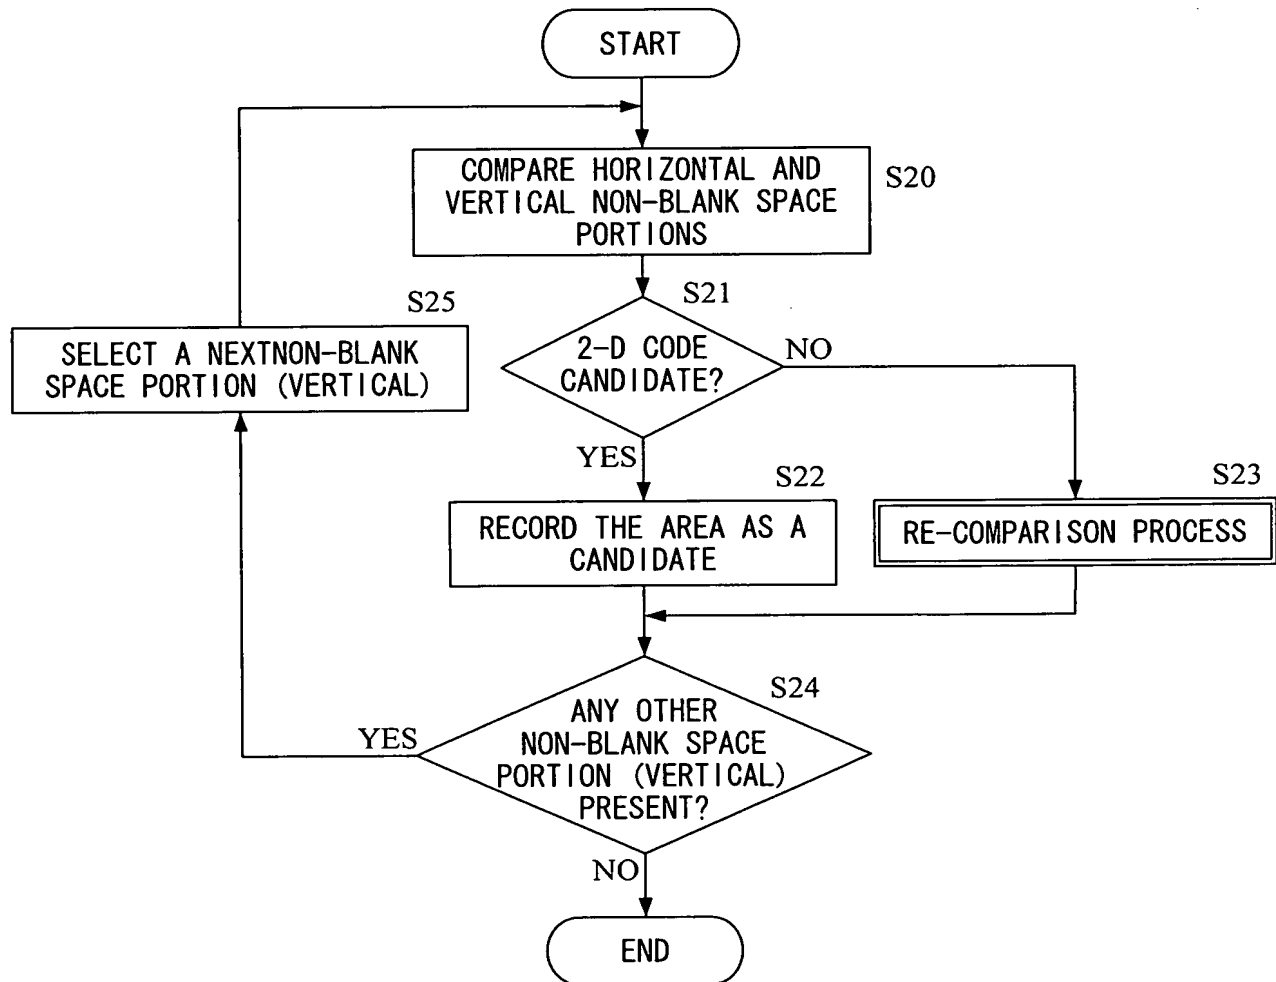 START
COMPARE HORIZONTAL AND
VERTICAL NON-BLANK SPACE
PORTIONS
S20
S25
SELECT A NEXTNON-BLANK
SPACE PORTION (VERTICAL)
S21
2-D CODE
CANDIDATE?
NO
YES
S22
RECORD THE AREA AS A
CANDIDATE
S23
RE-COMPARISON PROCESS
S24
ANY OTHER
NON-BLANK SPACE
PORTION (VERTICAL)
PRESENT?
YES
NO
END